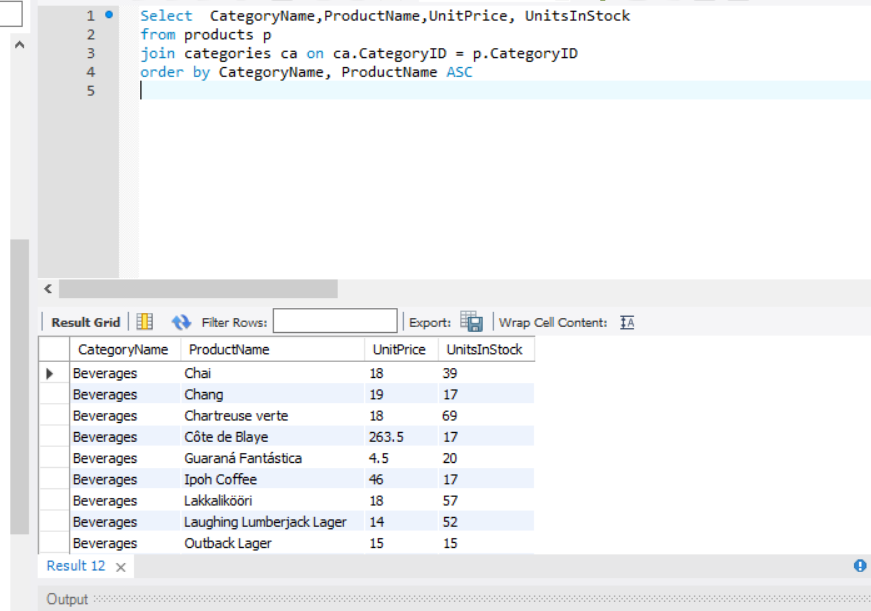 1 Select  CategoryName,ProductName,UnitPrice, UnitsInStock
2 from products p
3 join categories ca on ca.CategoryID = p.CategoryID
4 order by CategoryName, ProductName ASC
5
Result Grid Filter Rows: Export: Wrap Cell Content: IA
CategoryName ProductName UnitPrice UnitsInStock
Beverages Chai 18 39
Beverages Chang 19 17
Beverages Chartreuse verte 18 69
Beverages Côte de Blaye 263.5 17
Beverages Guaraná Fantástica 4.5 20
Beverages Ipoh Coffee 46 17
Beverages Lakkalikööri 18 57
Beverages Laughing Lumberjack Lager 14 52
Beverages Outback Lager 15 15
Result 12 ×
Output